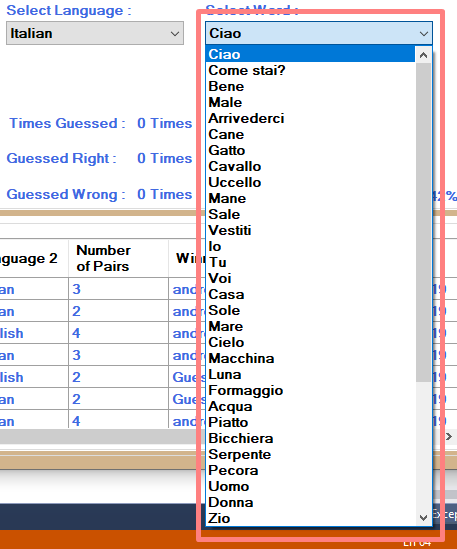 Select Language :
Select Word :
Italian
Ciao
Ciao
Come stai?
Bene
Male
Arrivederci
Cane
Gatto
Cavallo
Uccello
Mane
Sale
Vestiti
Io
Tu
Voi
Casa
Sole
Mare
Cielo
Macchina
Luna
Formaggio
Acqua
Piatto
Bicchiera
Serpente
Pecora
Uomo
Donna
Zio
Times Guessed : 0 Times
Guessed Right : 0 Times
Guessed Wrong : 0 Times
42%
guage 2 Number of Pairs Win
an 3 andr 19
an 2 andr 19
lish 4 andr 19
an 3 andr 19
lish 2 Gues 19
an 2 Gues 19
an 4 andr 19
Excep